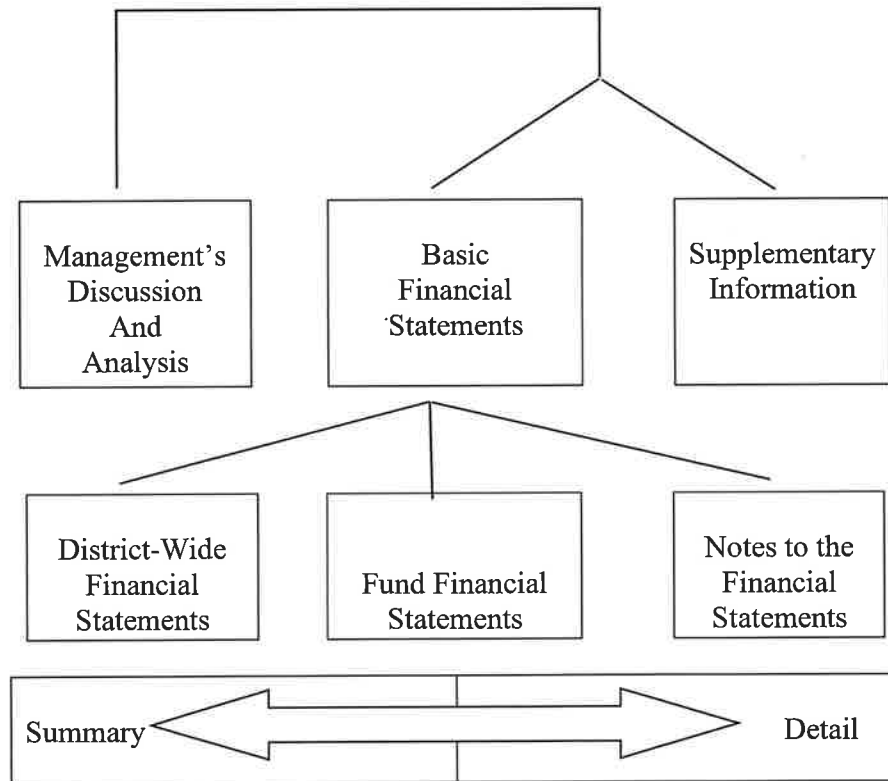 Management’s
Discussion
And
Analysis
Basic
Financial
Statements
Supplementary
Information
District-Wide
Financial
Statements
Fund Financial
Statements
Notes to the
Financial
Statements
Summary
Detail